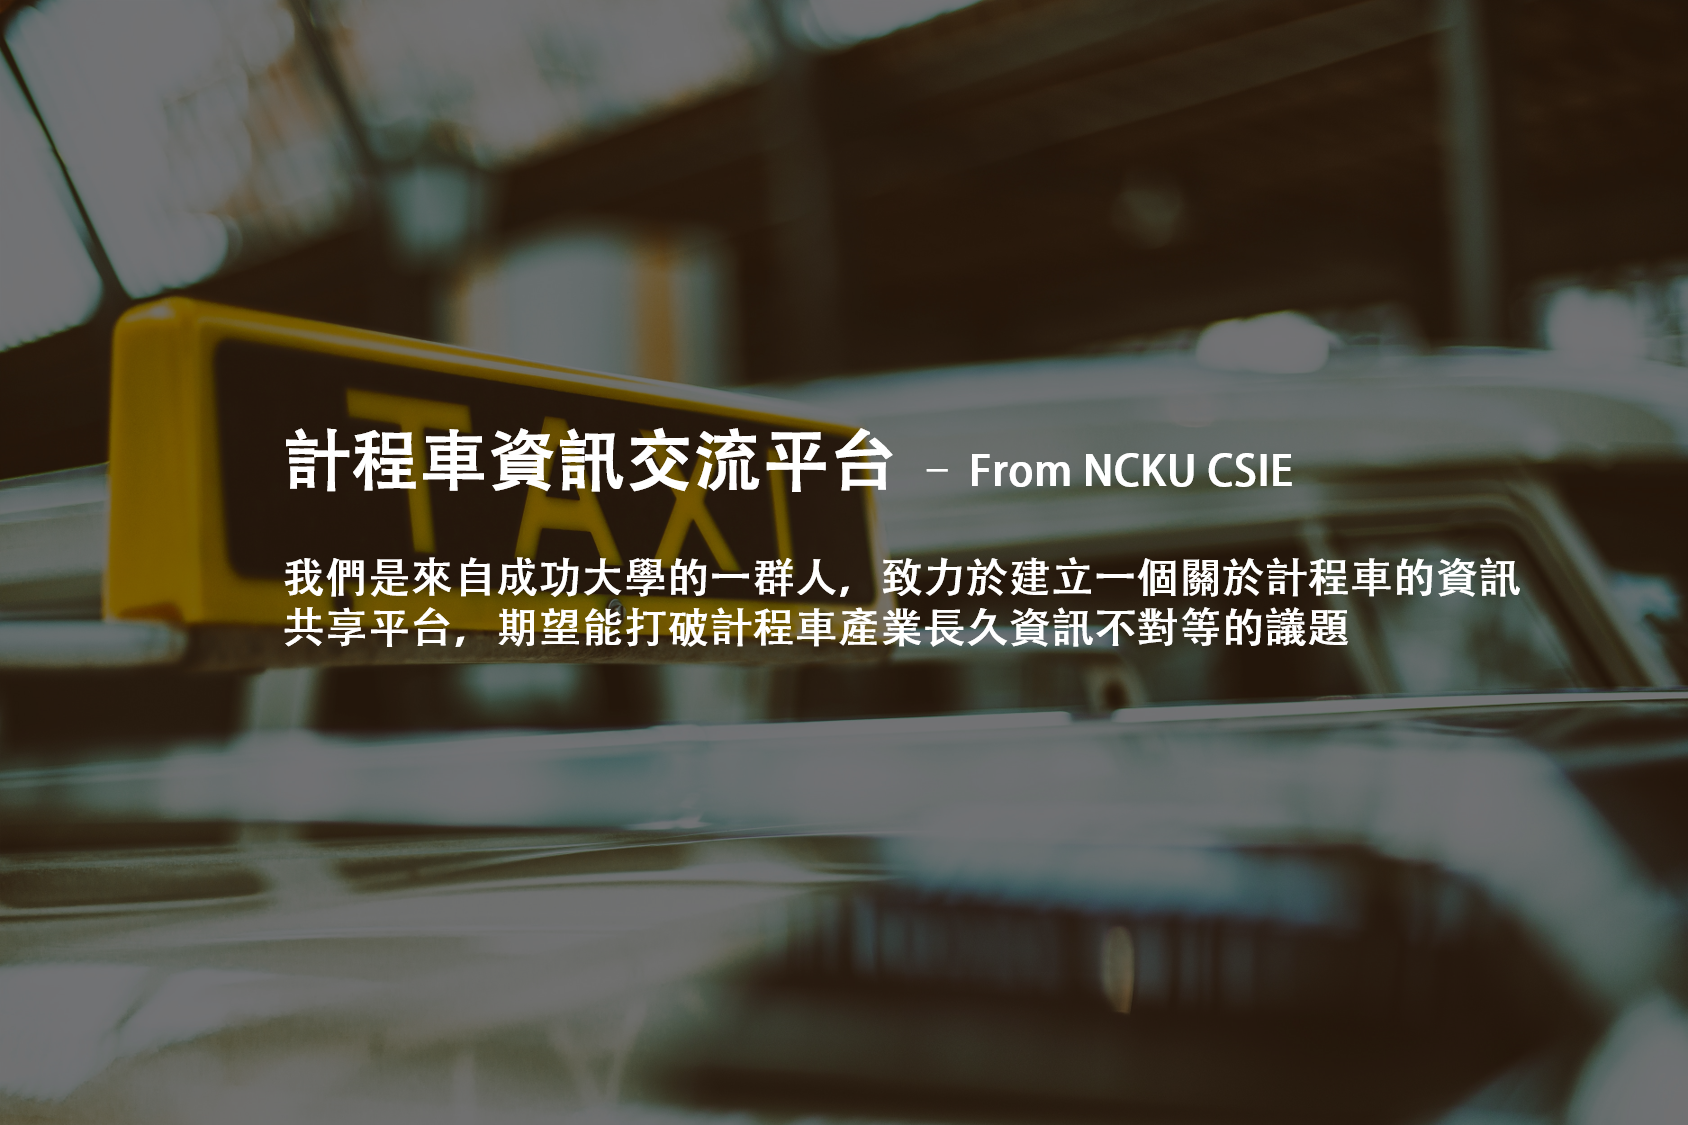 TAXI
計程車資訊交流平台 – From NCKU CSIE
我們是來自成功大學的一群人，致力於建立一個關於計程車的資訊
共享平台，期望能打破計程車產業長久資訊不對等的議題